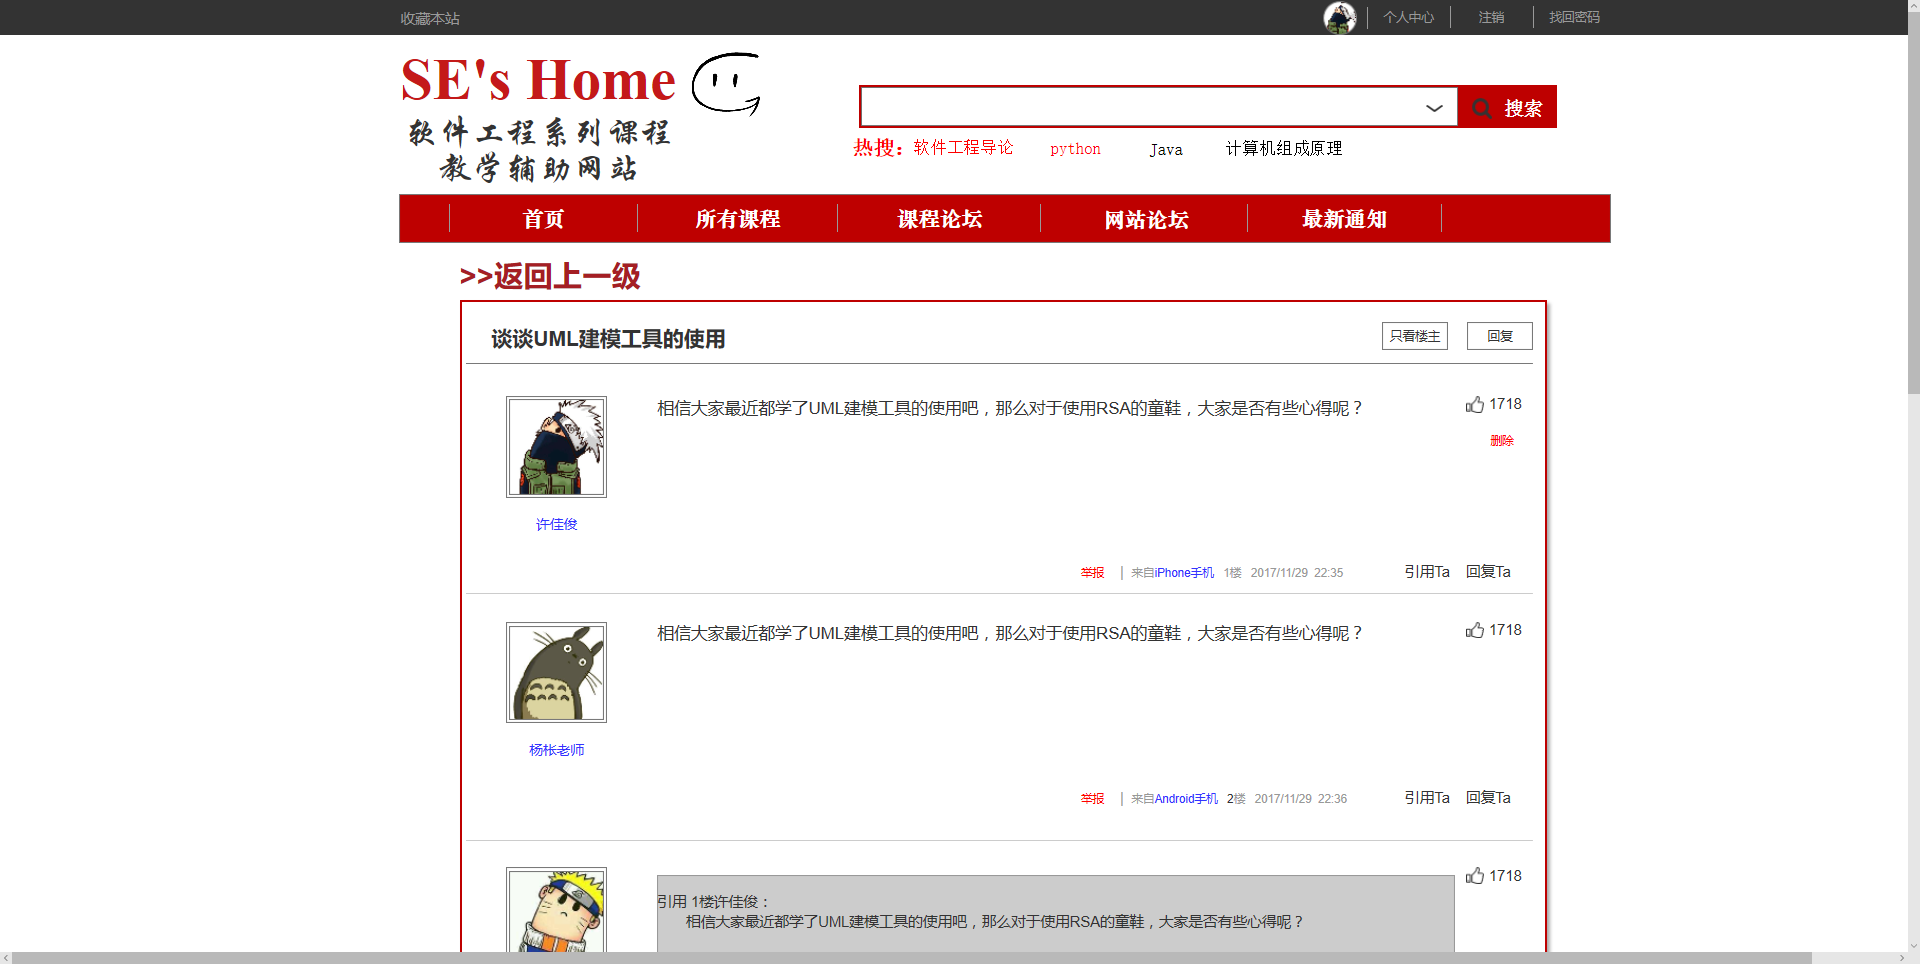 收藏本站
个人中心 注销 找回密码
SE's Home
软件工程系列课程
教学辅助网站
搜索
热搜：软件工程导论 python Java 计算机组成原理
首页 所有课程 课程论坛 网站论坛 最新通知
>>返回上一级
谈谈UML建模工具的使用
只看楼主 回复
相信大家最近都学了UML建模工具的使用吧，那么对于使用RSA的童鞋，大家是否有些心得呢？
1718
删除
许佳俊
举报 | 来自iPhone手机 1楼 2017/11/29 22:35 引用Ta 回复Ta
相信大家最近都学了UML建模工具的使用吧，那么对于使用RSA的童鞋，大家是否有些心得呢？
1718
杨枨老师
举报 | 来自Android手机 2楼 2017/11/29 22:36 引用Ta 回复Ta
1718
引用 1楼许佳俊：
相信大家最近都学了UML建模工具的使用吧，那么对于使用RSA的童鞋，大家是否有些心得呢？